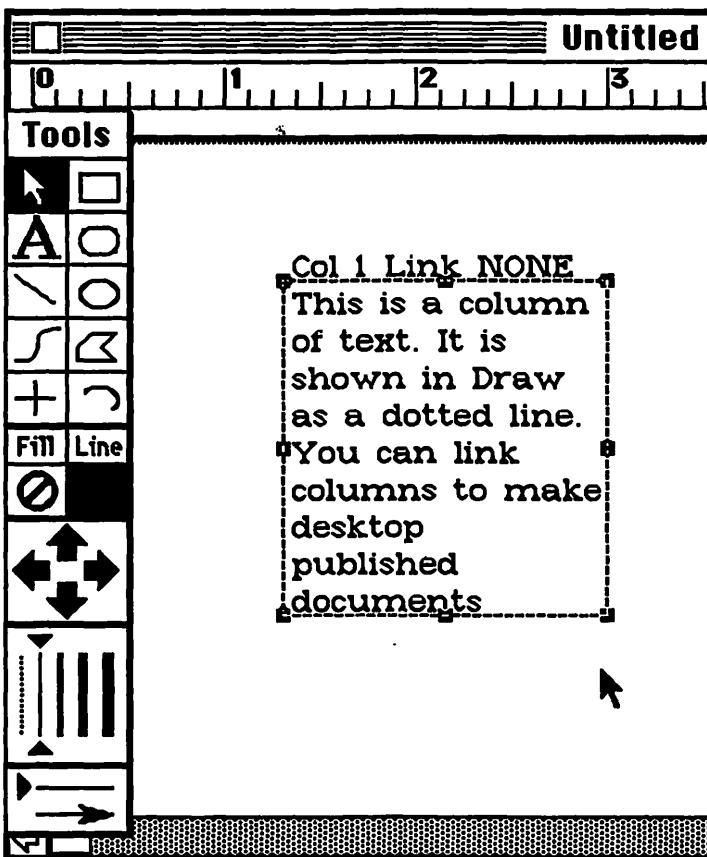 Untitled
0 1 2 3
Tools
A
Fill Line
Col 1 Link NONE
This is a column
of text. It is
shown in Draw
as a dotted line.
You can link
columns to make
desktop
published
documents